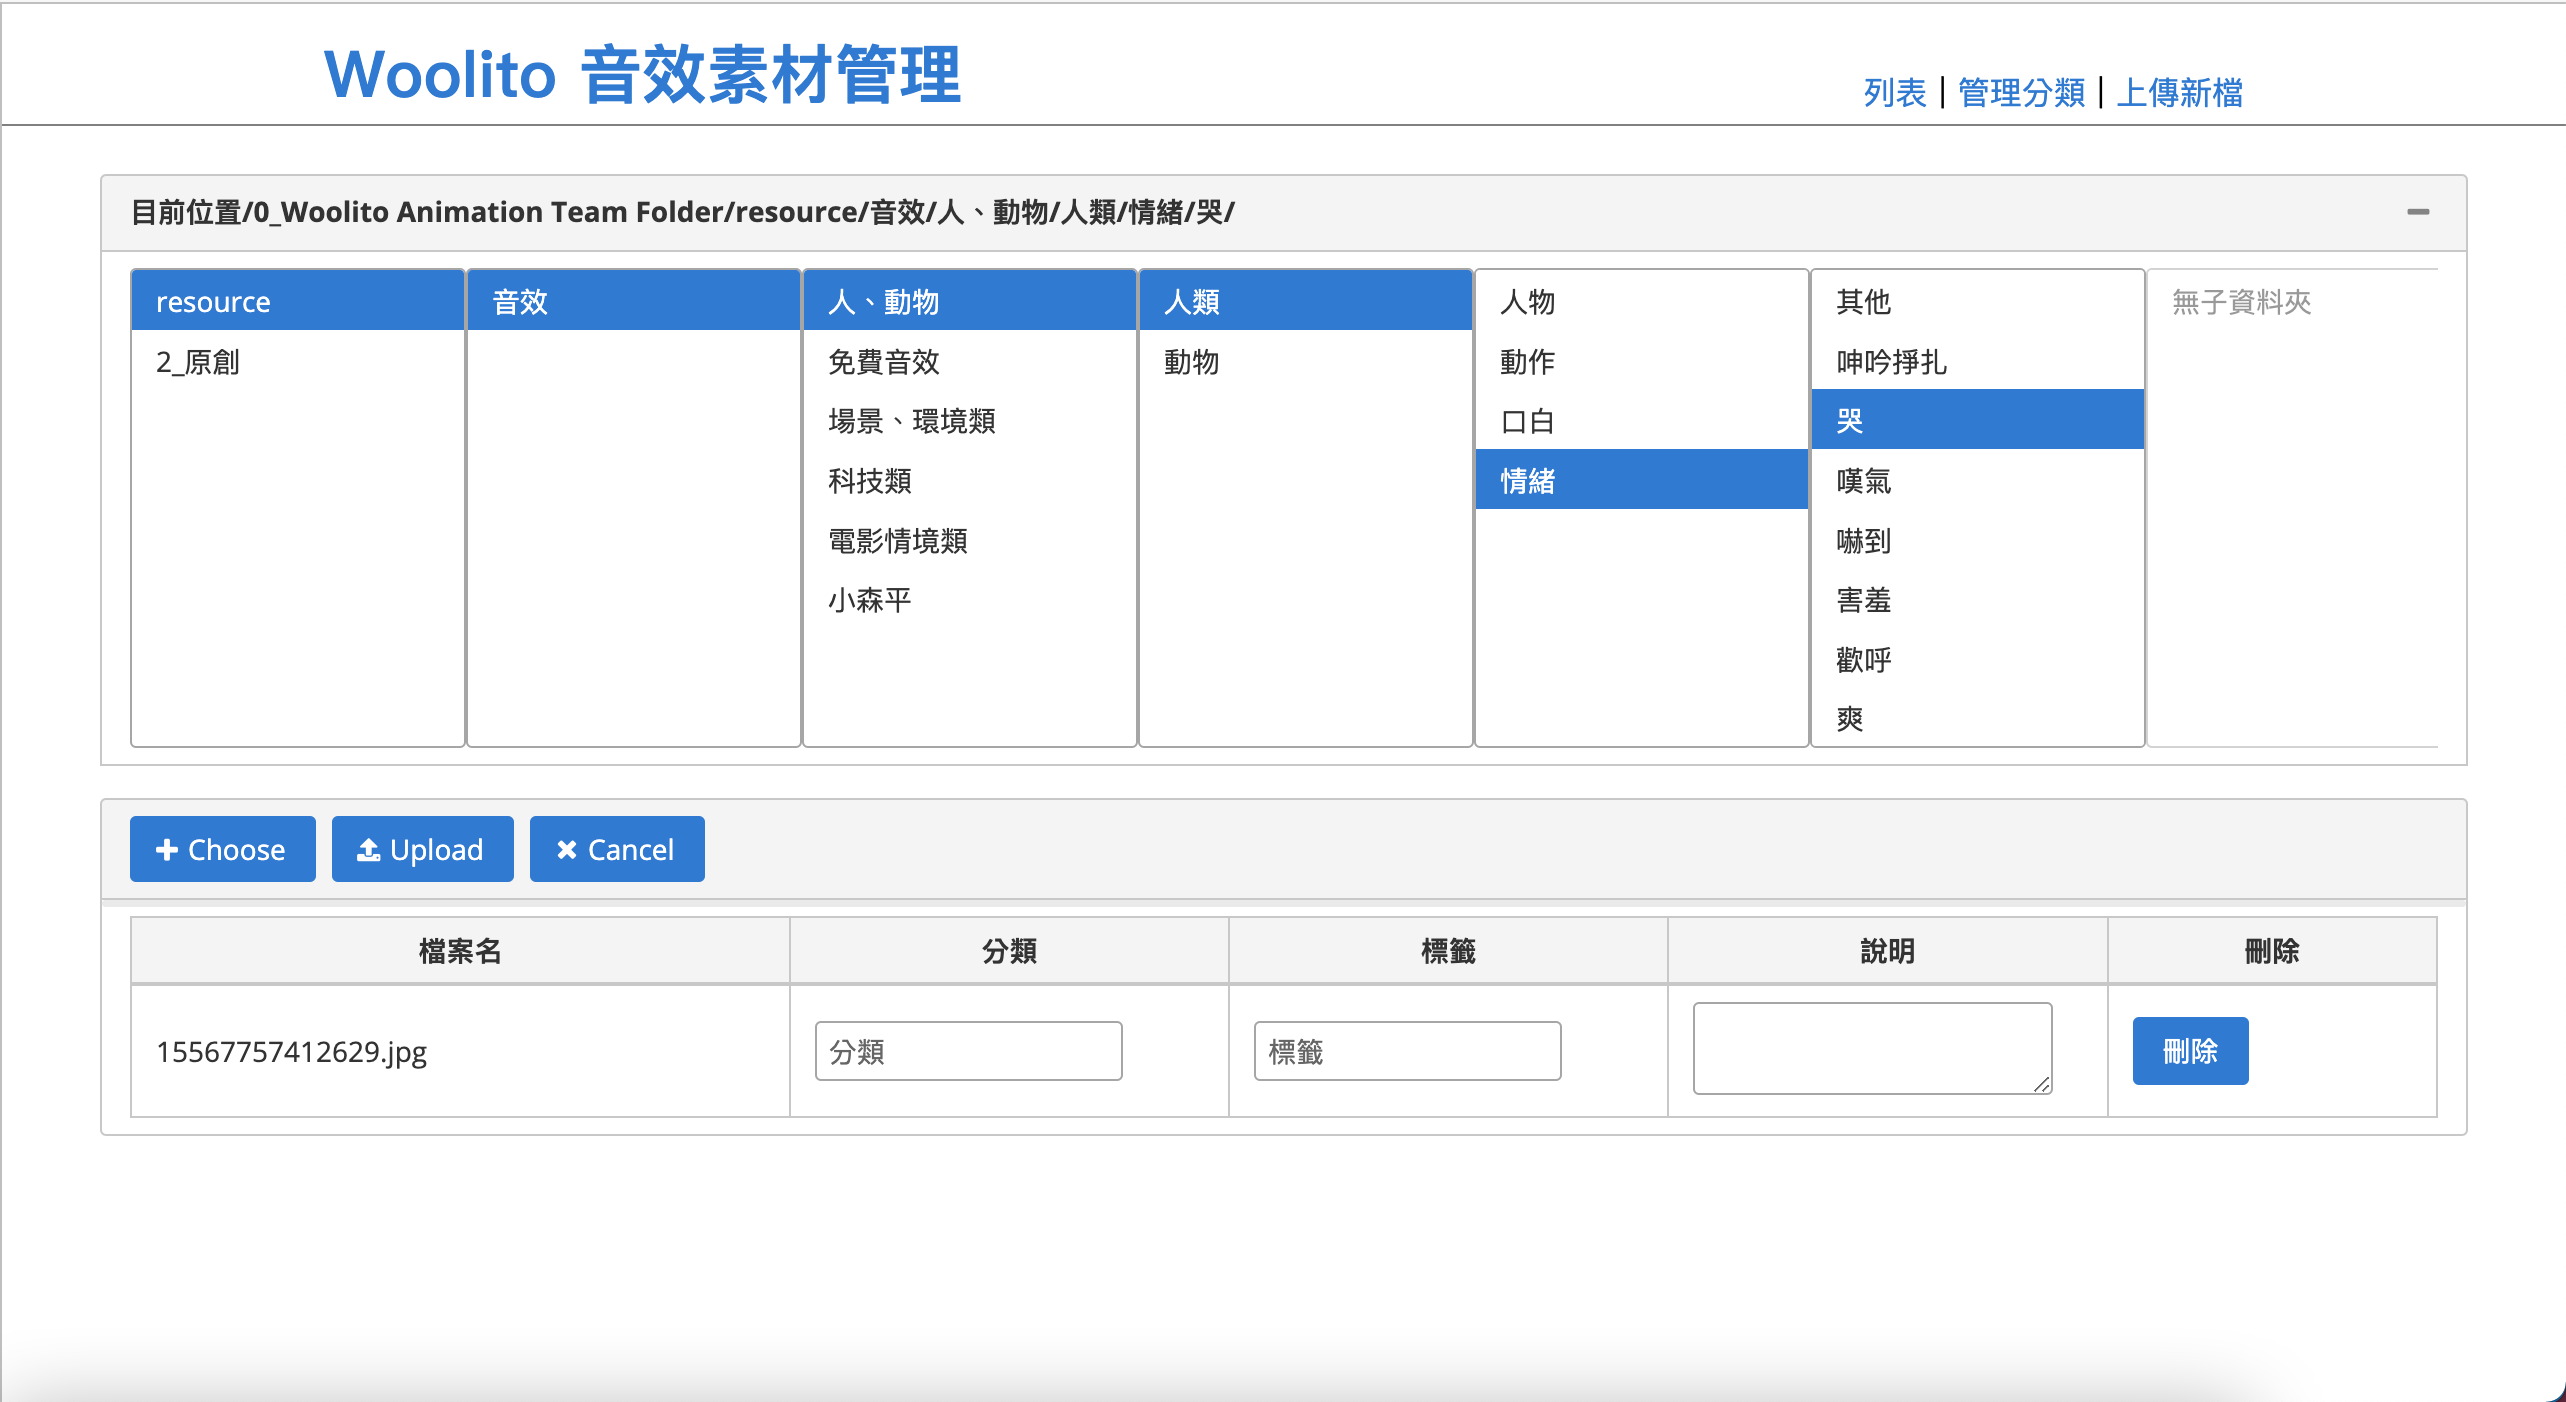 Woolito 音效素材管理
列表 | 管理分類 | 上傳新檔
目前位置/0_Woolito Animation Team Folder/resource/音效/人、動物/人類/情緒/哭/
resource
2_原創
音效
人、動物
免費音效
場景、環境類
科技類
電影情境類
小森平
人類
動物
人物
動作
口白
情緒
其他
呻吟掙扎
哭
嘆氣
嚇到
害羞
歡呼
爽
無子資料夾
Choose
Upload
Cancel
檔案名
分類
標籤
說明
刪除
15567757412629.jpg
分類
標籤
刪除